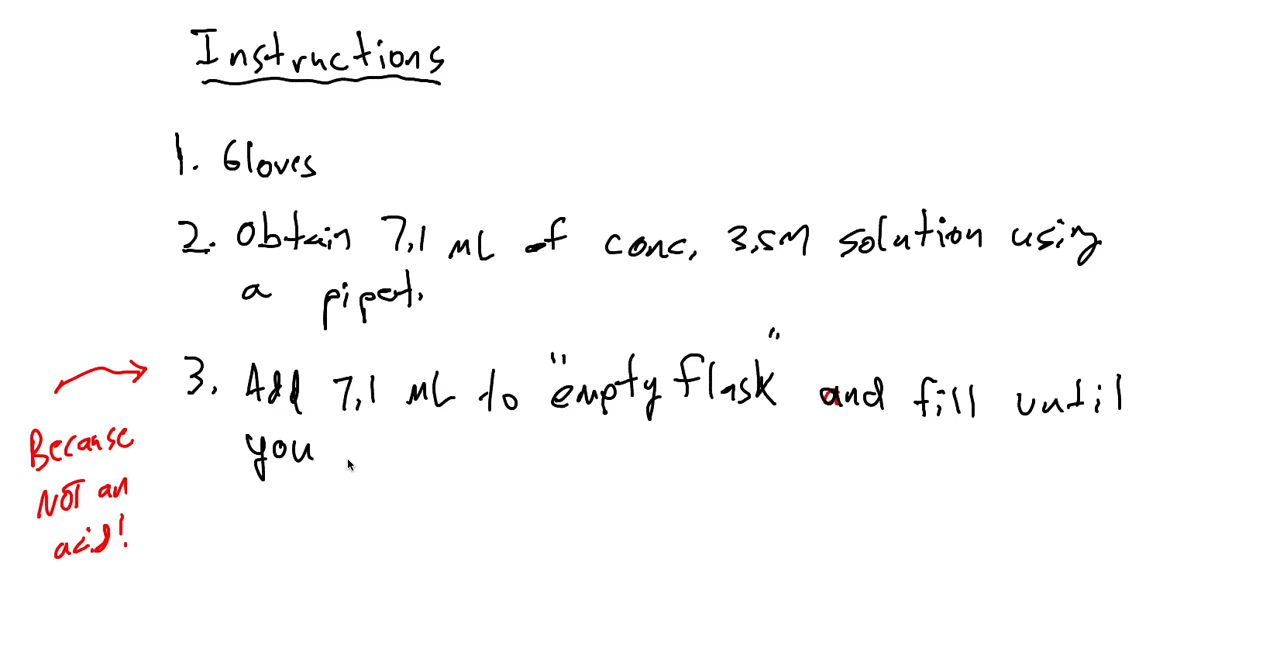 Instructions
1. Gloves
2. Obtain 7.1 mL of conc. 3.5M solution using
a pipet.
3. Add 7.1 mL to "empty flask" and fill until
you
Because
NOT an
acid!